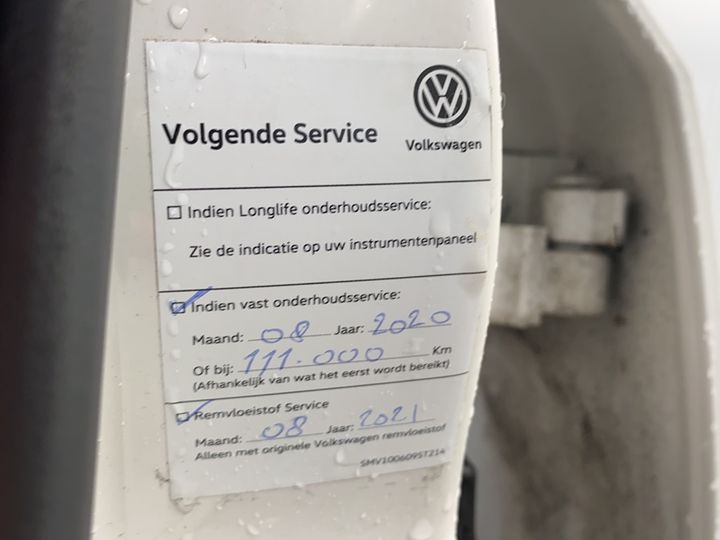 Volkswagen
Volgende Service
Indien Longlife onderhoudsservice:
Zie de indicatie op uw instrumentenpaneel
Indien vast onderhoudsservice:
Maand: 08 Jaar: 2020
Of bij: 111.000 Km
(Afhankelijk van wat het eerst wordt bereikt)
Remvloeistof Service
Maand: 08 Jaar: 2021
Alleen met originele Volkswagen remvloeistof
SMV100609ST214